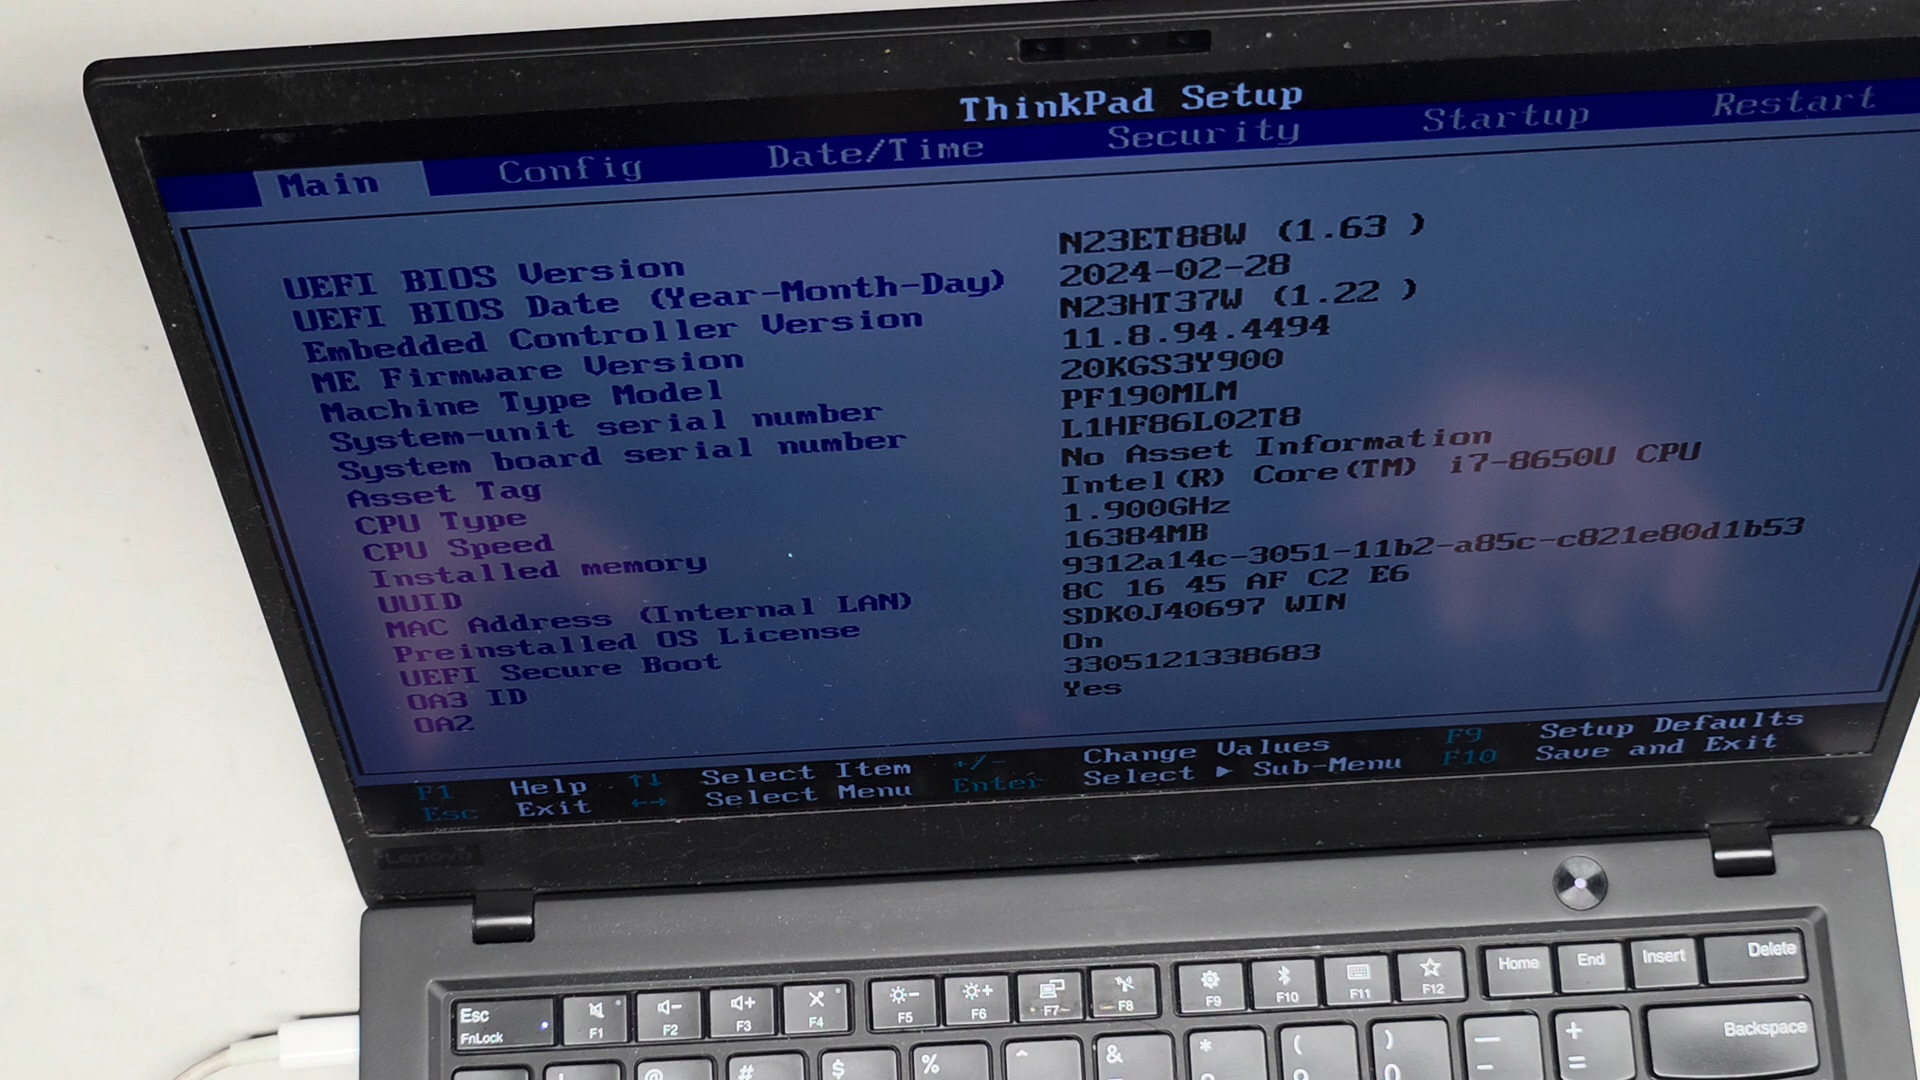 ThinkPad Setup
Main Config Date/Time Security Startup Restart
UEFI BIOS Version N23ET88W (1.63 )
UEFI BIOS Date (Year-Month-Day) 2024-02-28
Embedded Controller Version N23HT37W (1.22 )
ME Firmware Version 11.8.94.4494
Machine Type Model 20KGS3Y900
System-unit serial number PF190MLM
System board serial number L1HF86L02T8
Asset Tag No Asset Information
CPU Type Intel(R) Core(TM) i7-8650U CPU
CPU Speed 1.900GHz
Installed memory 16384MB
UUID 9312a14c-3051-11b2-a85c-c821e80d1b53
MAC Address (Internal LAN) 8C 16 45 AF C2 E6
Preinstalled OS License SDK0J40697 WIN
UEFI Secure Boot On
OA3 ID 3305121338683
OA2 Yes
F1 Help ↑↓ Select Item +/- Change Values F9 Setup Defaults
Esc Exit ←→ Select Menu Enter Select ▶ Sub-Menu F10 Save and Exit
Lenovo
Esc FnLock F1 F2 F3 F4 F5 F6 F7 F8 F9 F10 F11 F12 Home End Insert Delete
@ # $ % ^ & * ( ) — - + = Backspace